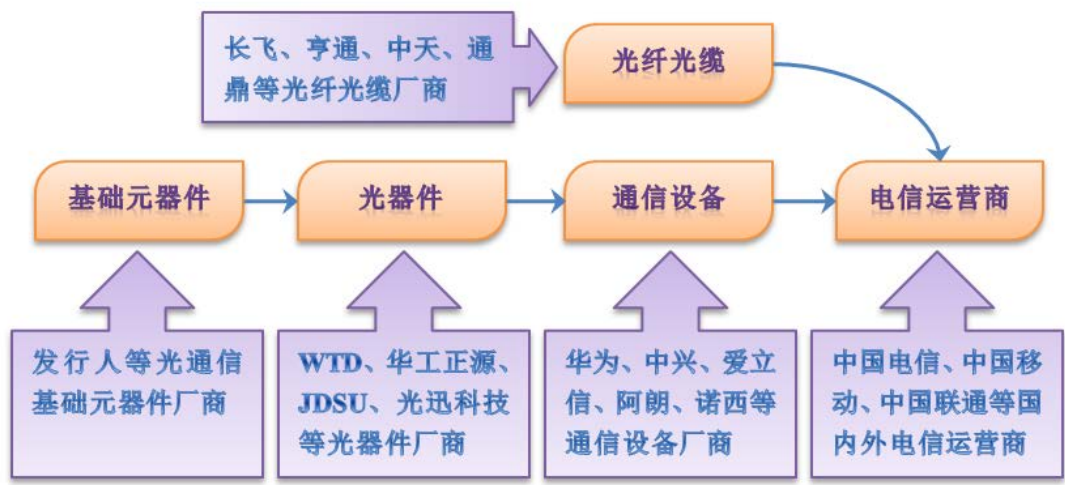 长飞、亨通、中天、通
鼎等光纤光缆厂商
光纤光缆
基础元器件
光器件
通信设备
电信运营商
发行人等光通信
基础元器件厂商
WTD、华工正源、
JDSU、光迅科技
等光器件厂商
华为、中兴、爱立
信、阿朗、诺西等
通信设备厂商
中国电信、中国移
动、中国联通等国
内外电信运营商